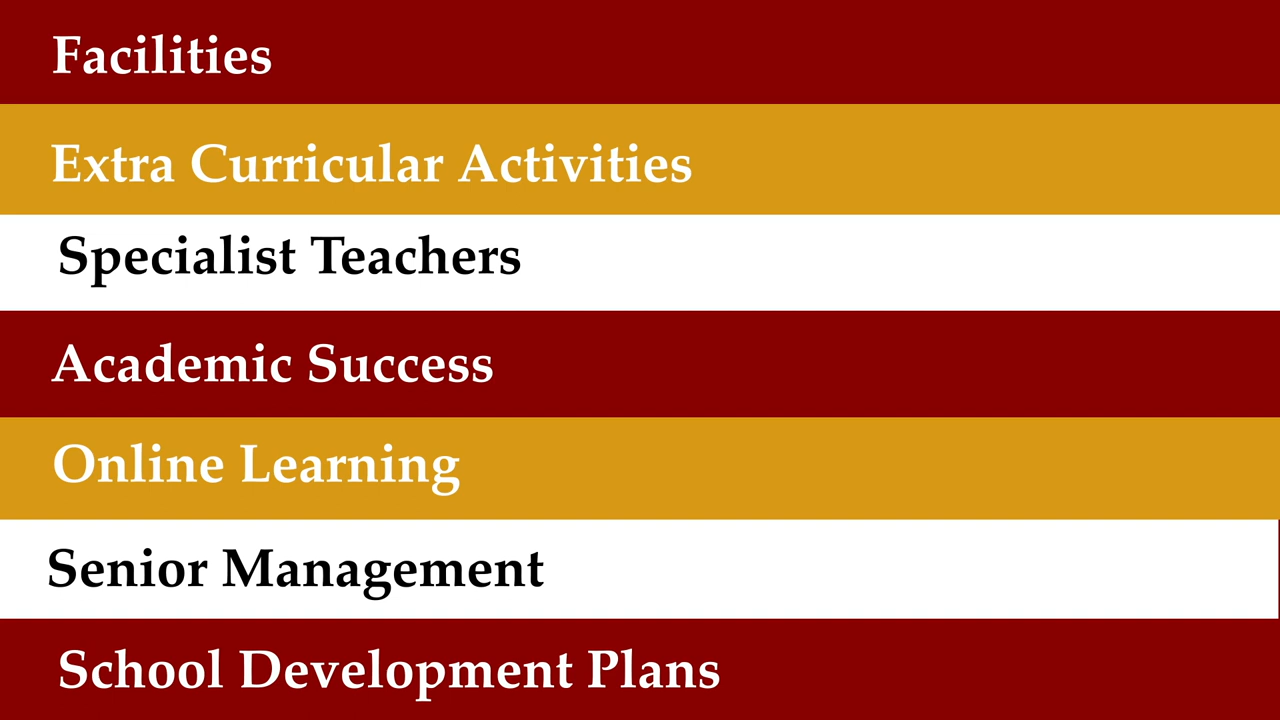 Facilities
Extra Curricular Activities
Specialist Teachers
Academic Success
Online Learning
Senior Management
School Development Plans